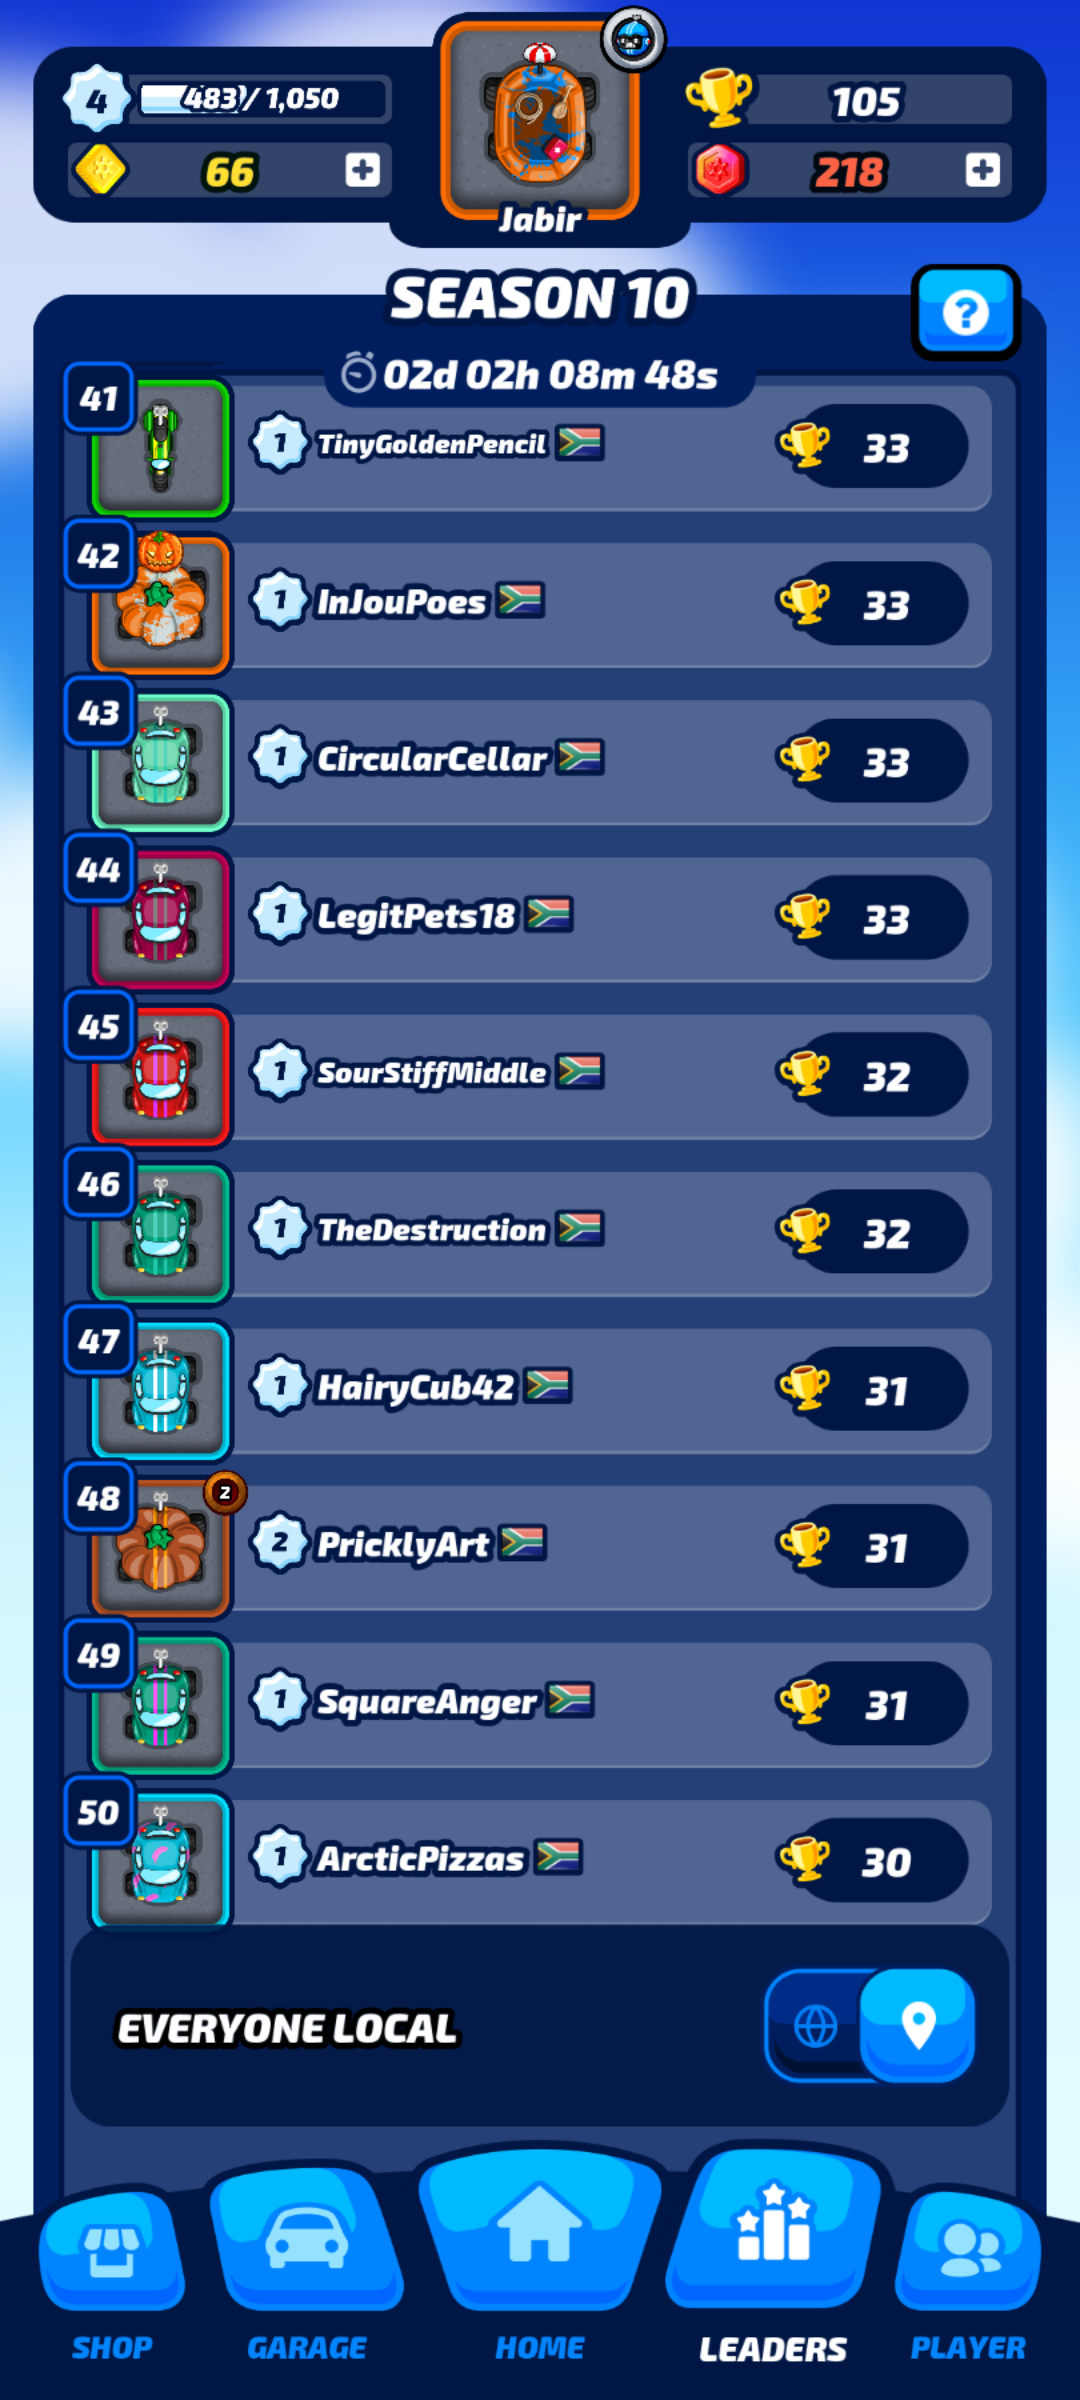 4 483 / 1,050 105
66 218
Jabir
SEASON 10
02d 02h 08m 48s
41 1 TinyGoldenPencil 33
42 1 InJouPoes 33
43 1 CircularCellar 33
44 1 LegitPets18 33
45 1 SourStiffMiddle 32
46 1 TheDestruction 32
47 1 HairyCub42 31
48 2 2 PricklyArt 31
49 1 SquareAnger 31
50 1 ArcticPizzas 30
EVERYONE LOCAL
SHOP GARAGE HOME LEADERS PLAYER